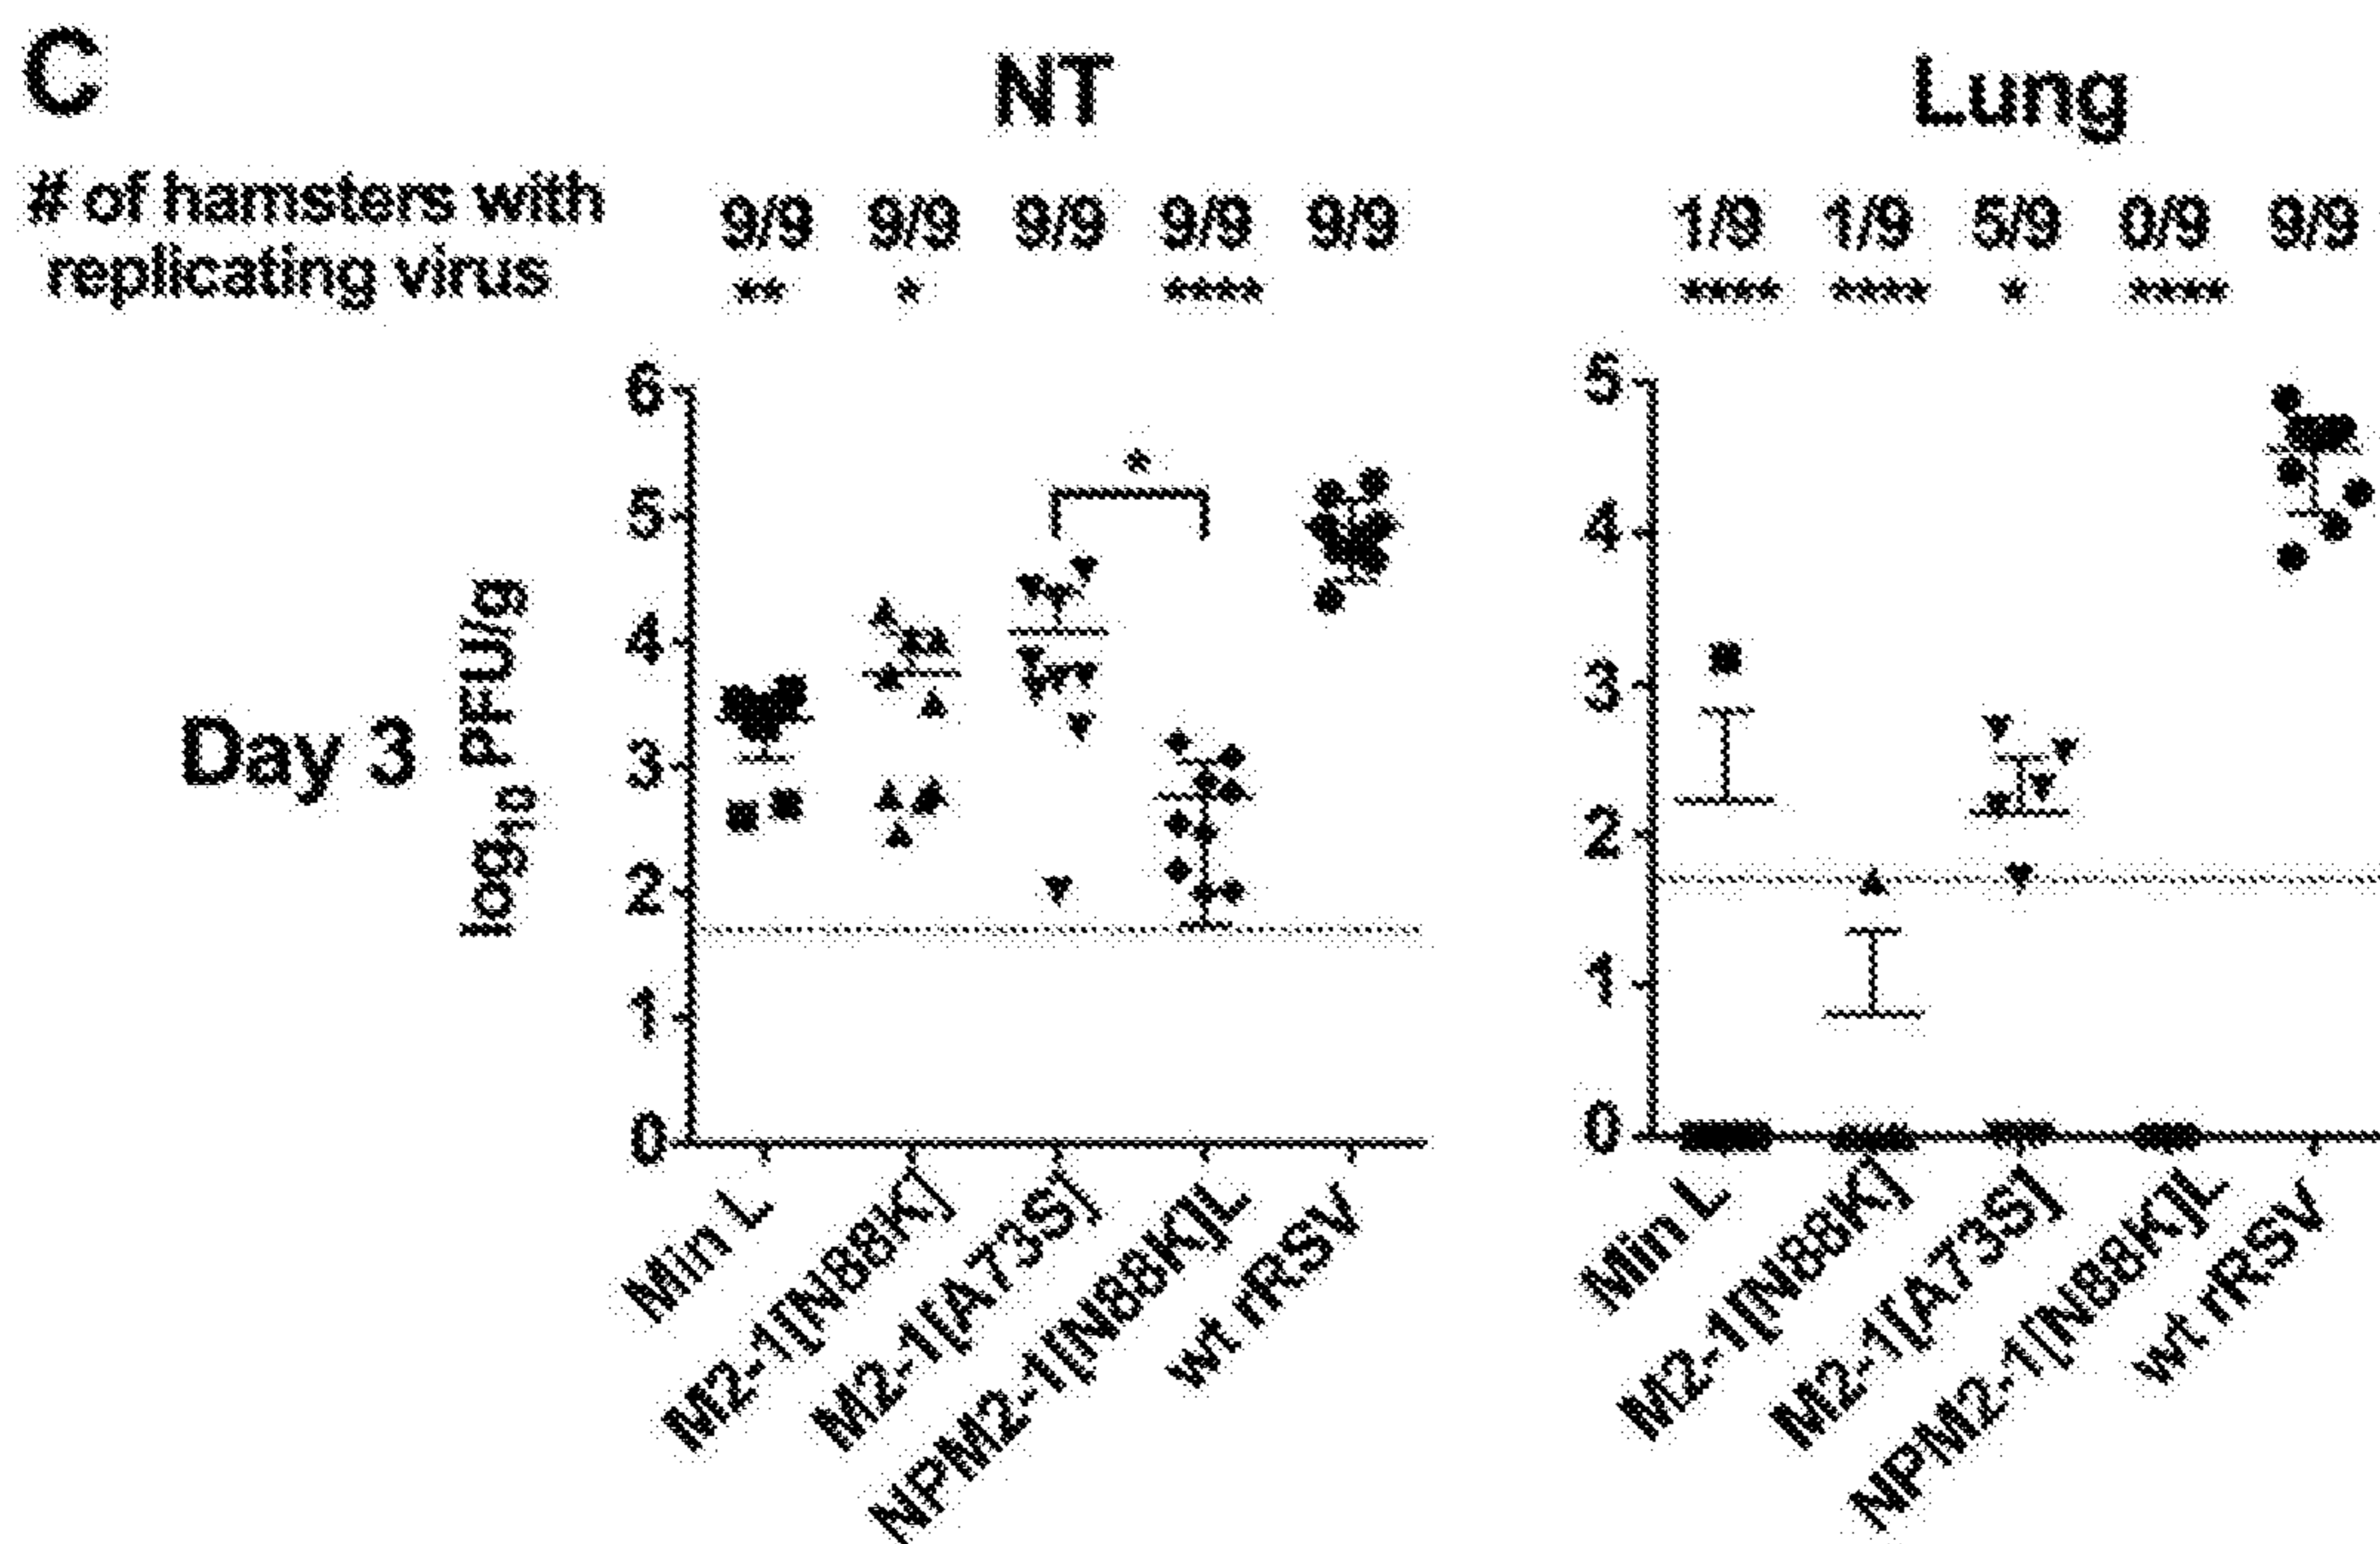 C
NT
Lung
# of hamsters with
replicating virus
9/9 9/9 9/9 9/9 9/9
1/9 1/9 5/9 0/9 9/9
** * ****
**** **** * ****
Day 3
log10 PFU/g
6
5
4
3
2
1
0
*
Min L
M2-1[N88K]
M2-1[A73S]
NPM2-1[N88K]L
wt rRSV
5
4
3
2
1
0
Min L
M2-1[N88K]
M2-1[A73S]
NPM2-1[N88K]L
wt rRSV